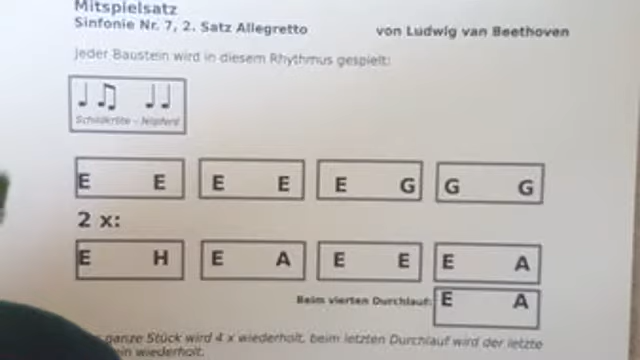 Mitspielsatz
Sinfonie Nr. 7, 2. Satz Allegretto von Ludwig van Beethoven
Jeder Baustein wird in diesem Rhythmus gespielt:
Schildkröte - Nilpferd
E E E E E G G G
2 x:
E H E A E E E A
Beim vierten Durchlauf: E A
ganze Stück wird 4 x wiederholt, beim letzten Durchlauf wird der letzte
ein wiederholt.